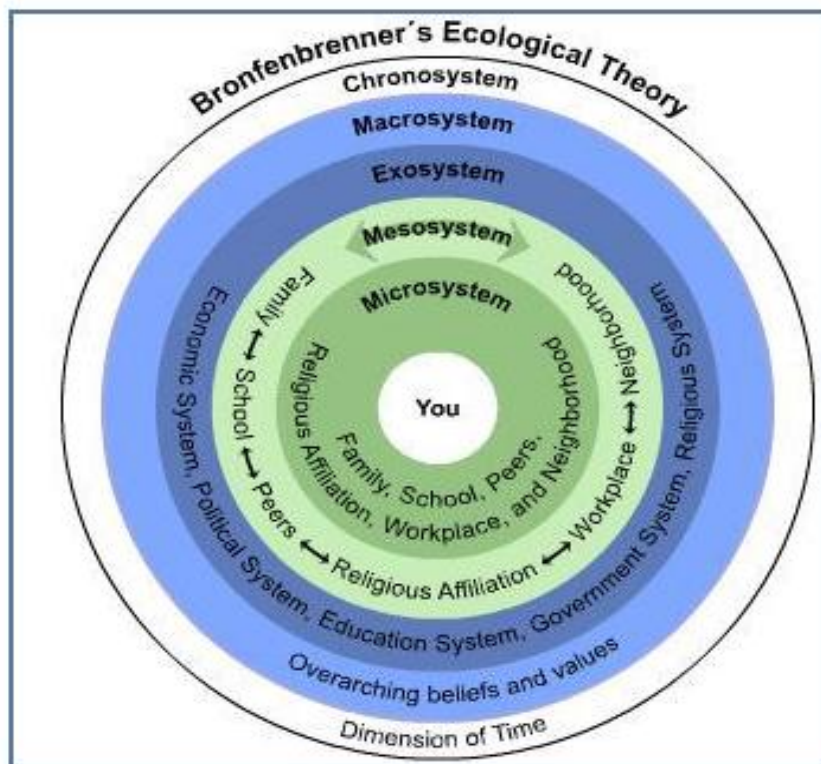 Bronfenbrenner´s Ecological Theory
Chronosystem
Macrosystem
Exosystem
Mesosystem
Microsystem
You
Family, School, Peers,
Religious Affiliation, Workplace, and Neighborhood
Family ↔ School ↔ Peers ↔ Religious Affiliation ↔ Workplace ↔ Neighborhood
Economic System, Political System, Education System, Government System, Religious System
Overarching beliefs and values
Dimension of Time